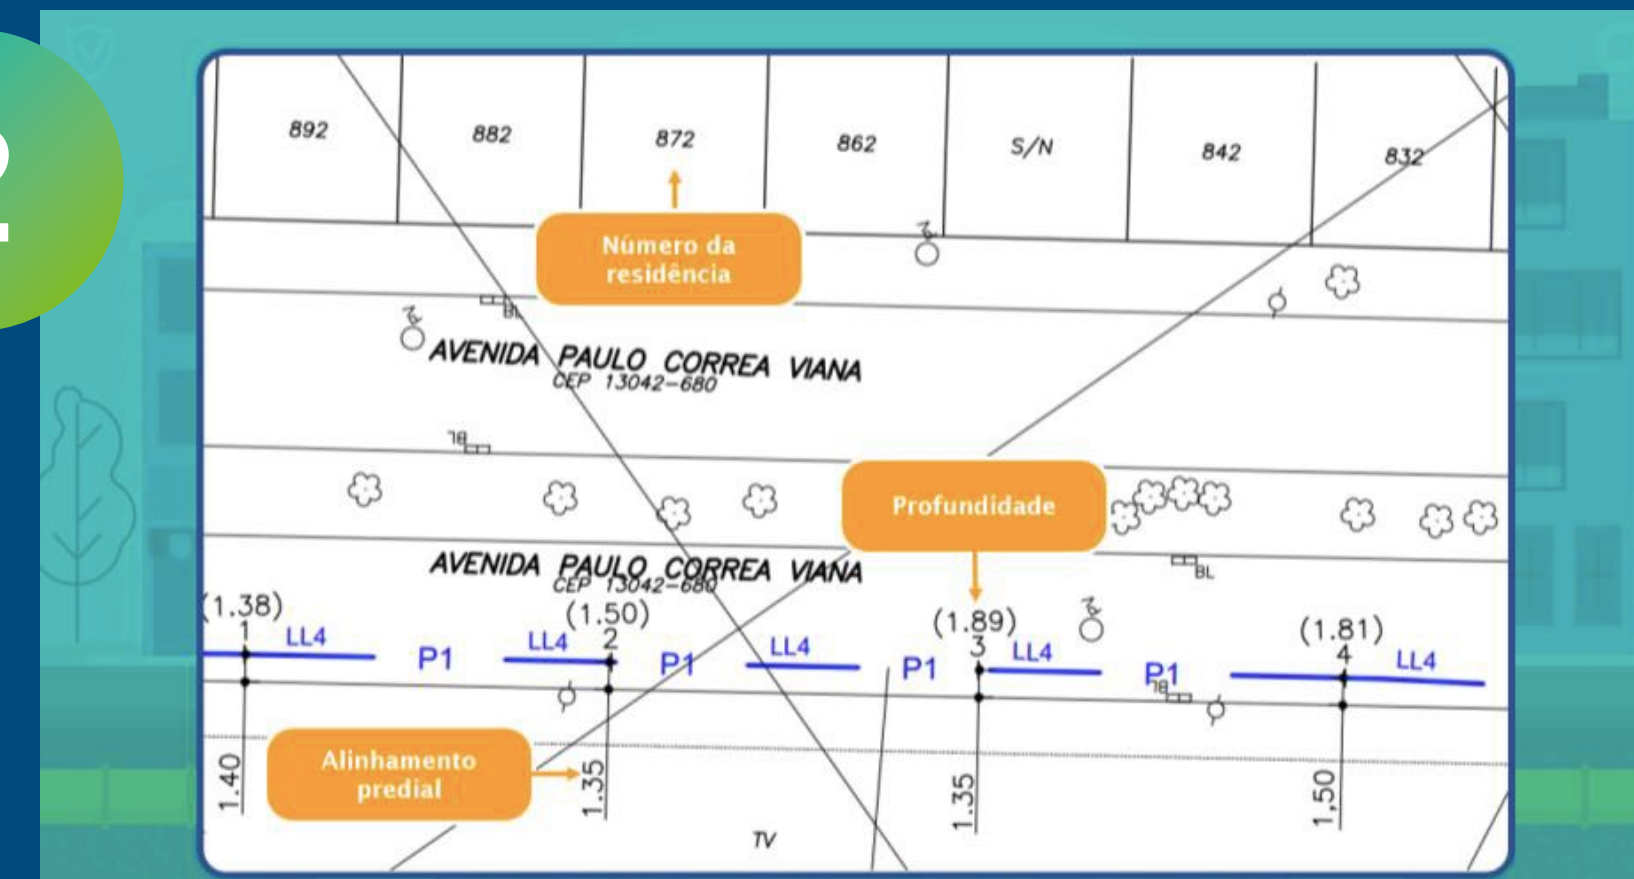 892 882 872 862 S/N 842 832
Número da
residência
BL
AVENIDA PAULO CORREA VIANA
CEP 13042-680
BL
Profundidade
AVENIDA PAULO CORREA VIANA
CEP 13042-680
BL
(1.38) (1.50) (1.89) (1.81)
1 2 3 4
LL4 P1 LL4 P1 LL4 P1 LL4 P1 LL4
BL
Alinhamento
predial
1.40 1.35 1.35 1,50
TV